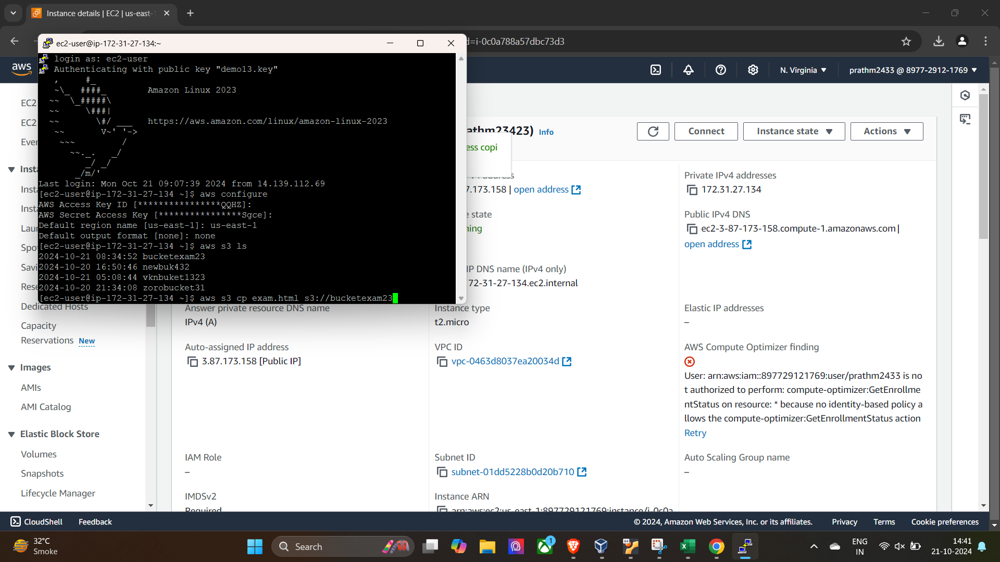 Instance details | EC2 | us-east-
d=i-0c0a788a57dbc73d3
ec2-user@ip-172-31-27-134:~
login as: ec2-user
Authenticating with public key "demo13.key"
Amazon Linux 2023
https://aws.amazon.com/linux/amazon-linux-2023
Last login: Mon Oct 21 09:07:39 2024 from 14.139.112.69
[ec2-user@ip-172-31-27-134 ~]$ aws configure
AWS Access Key ID [****************QQHZ]:
AWS Secret Access Key [****************Sgce]:
Default region name [us-east-1]: us-east-1
Default output format [none]: none
[ec2-user@ip-172-31-27-134 ~]$ aws s3 ls
2024-10-21 08:34:52 bucketexam23
2024-10-20 16:50:46 newbuk432
2024-10-21 05:08:44 vknbuket1323
2024-10-20 21:34:08 zorobucket31
[ec2-user@ip-172-31-27-134 ~]$ aws s3 cp exam.html s3://bucketexam23
aws
N. Virginia
prathm2433 @ 8977-2912-1769
EC2
EC2
Even
Insta
Insta
Insta
Laun
Spot
Savi
Rese
Dedicated Hosts
Capacity
Reservations New
Images
AMIs
AMI Catalog
Elastic Block Store
Volumes
Snapshots
Lifecycle Manager
athm23423) Info
Connect
Instance state
Actions
ess copi
7.173.158 | open address
Private IPv4 addresses
172.31.27.134
e state
ning
Public IPv4 DNS
ec2-3-87-173-158.compute-1.amazonaws.com |
open address
IP DNS name (IPv4 only)
72-31-27-134.ec2.internal
Answer private resource DNS name
IPv4 (A)
Instance type
t2.micro
Elastic IP addresses
–
Auto-assigned IP address
3.87.173.158 [Public IP]
VPC ID
vpc-0463d8037ea20034d
AWS Compute Optimizer finding
User: arn:aws:iam::897729121769:user/prathm2433 is no
t authorized to perform: compute-optimizer:GetEnrollme
ntStatus on resource: * because no identity-based policy a
llows the compute-optimizer:GetEnrollmentStatus action
Retry
IAM Role
–
Subnet ID
subnet-01dd5228b0d20b710
Auto Scaling Group name
–
IMDSv2
Required
Instance ARN
arn:aws:ec2:us-east-1:897729121769:instance/i-0c0a
CloudShell
Feedback
© 2024, Amazon Web Services, Inc. or its affiliates.
Privacy
Terms
Cookie preferences
32°C
Smoke
Search
1
64
ENG
IN
14:41
21-10-2024